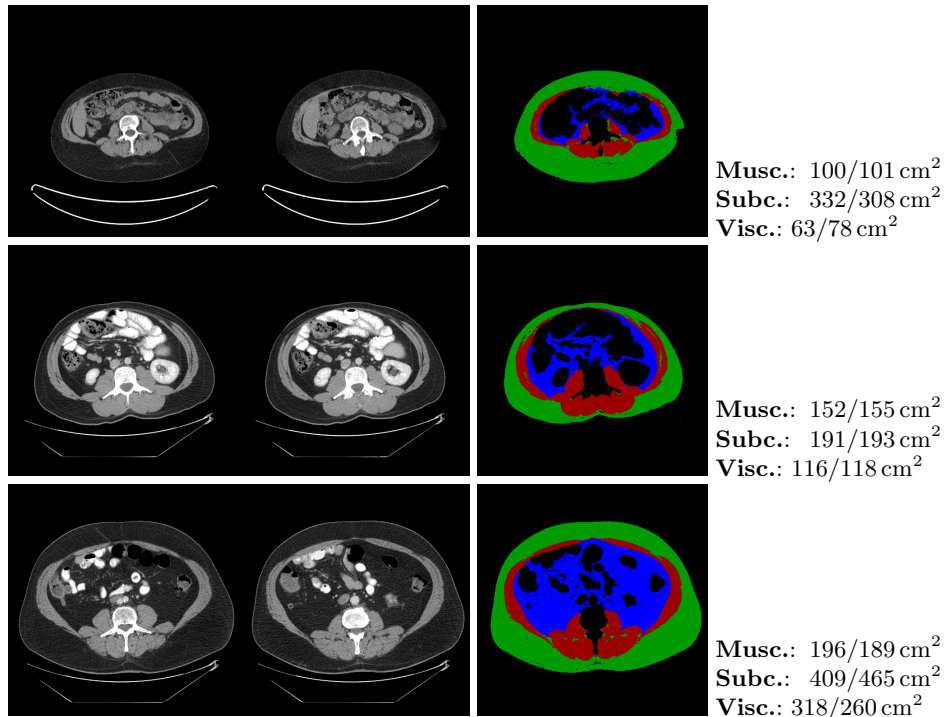 Musc.: 100/101 cm²
Subc.: 332/308 cm²
Visc.: 63/78 cm²
Musc.: 152/155 cm²
Subc.: 191/193 cm²
Visc.: 116/118 cm²
Musc.: 196/189 cm²
Subc.: 409/465 cm²
Visc.: 318/260 cm²